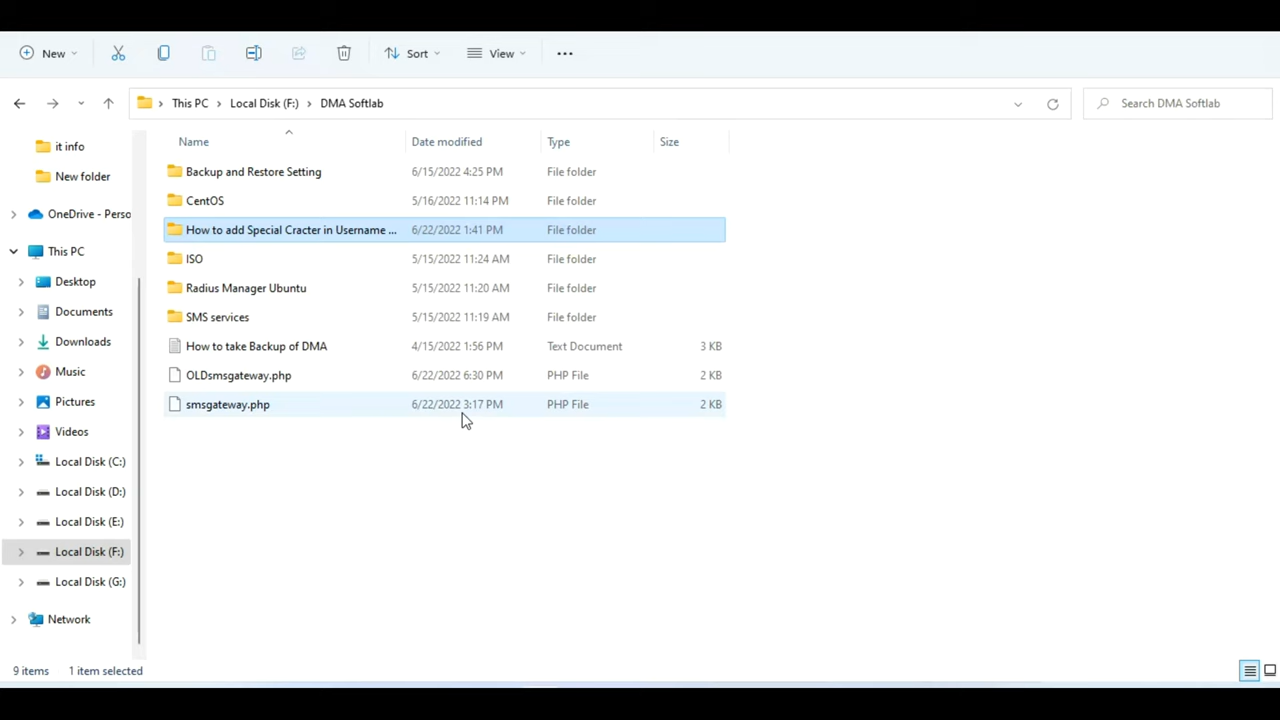 New Sort View
This PC Local Disk (F:) DMA Softlab Search DMA Softlab
it info
New folder
OneDrive - Perso
This PC
Desktop
Documents
Downloads
Music
Pictures
Videos
Local Disk (C:)
Local Disk (D:)
Local Disk (E:)
Local Disk (F:)
Local Disk (G:)
Network
Name Date modified Type Size
Backup and Restore Setting 6/15/2022 4:25 PM File folder
CentOS 5/16/2022 11:14 PM File folder
How to add Special Cracter in Username ... 6/22/2022 1:41 PM File folder
ISO 5/15/2022 11:24 AM File folder
Radius Manager Ubuntu 5/15/2022 11:20 AM File folder
SMS services 5/15/2022 11:19 AM File folder
How to take Backup of DMA 4/15/2022 1:56 PM Text Document 3 KB
OLDsmsgateway.php 6/22/2022 6:30 PM PHP File 2 KB
smsgateway.php 6/22/2022 3:17 PM PHP File 2 KB
9 items 1 item selected